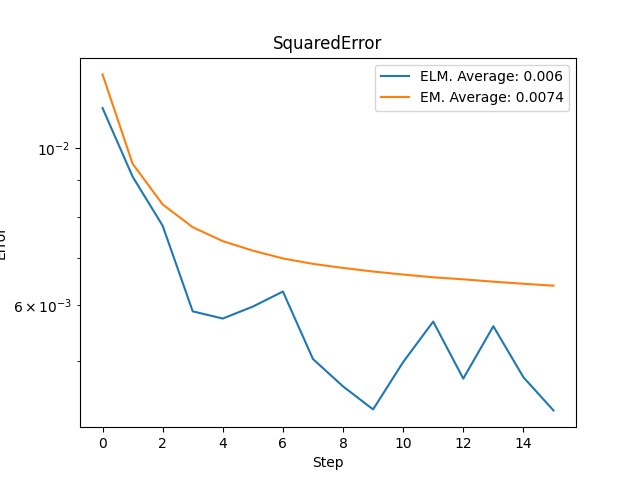 SquaredError
ELM. Average: 0.006
EM. Average: 0.0074
10⁻²
6 × 10⁻³
Error
0 2 4 6 8 10 12 14
Step